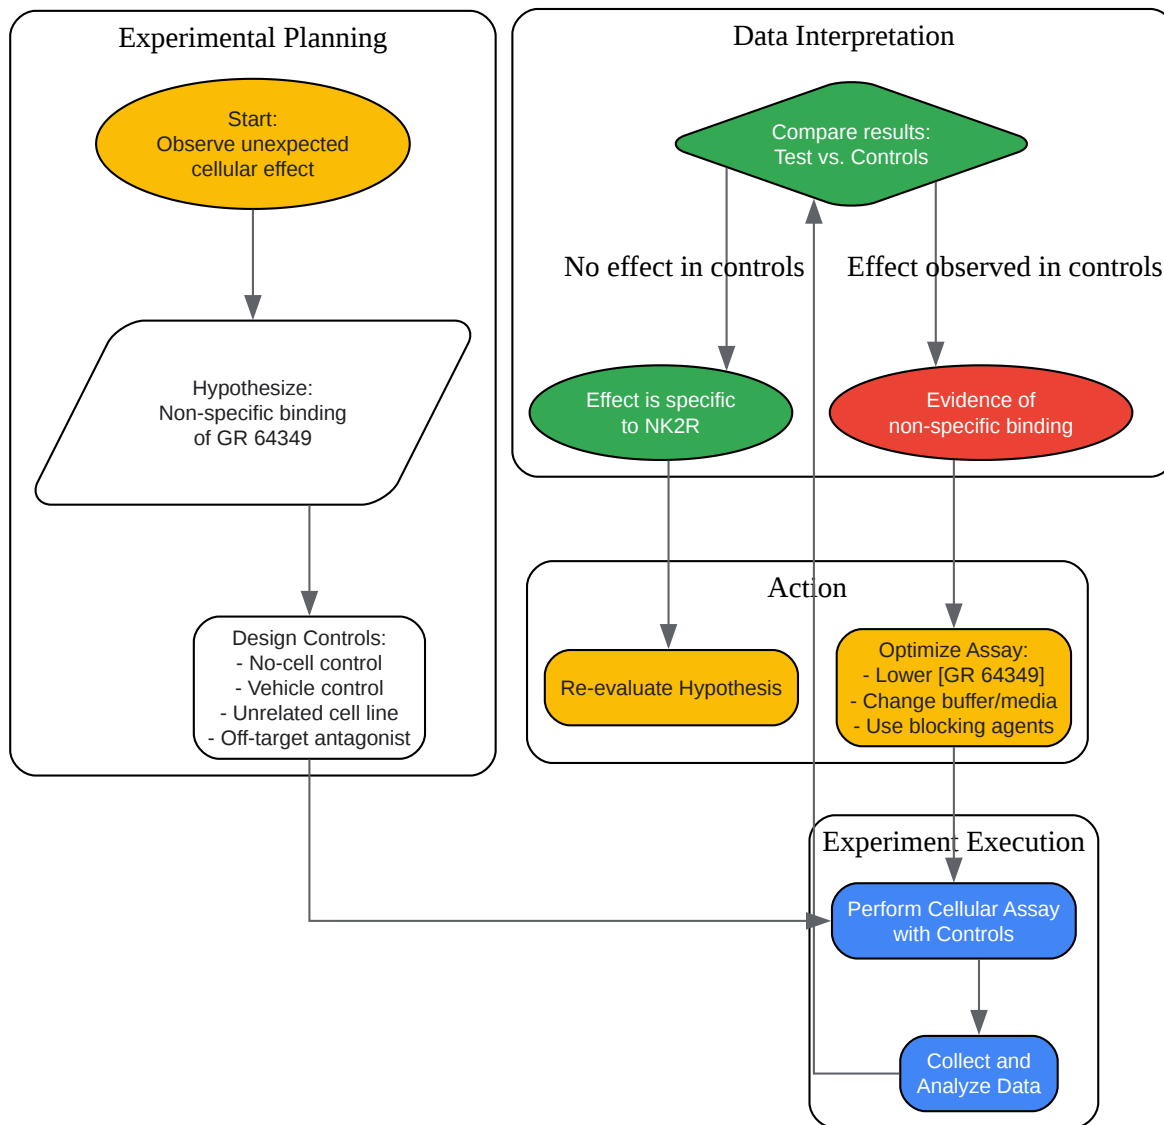 Experimental Planning
Start:
Observe unexpected
cellular effect
Hypothesize:
Non-specific binding
of GR 64349
Design Controls:
- No-cell control
- Vehicle control
- Unrelated cell line
- Off-target antagonist
Data Interpretation
Compare results:
Test vs. Controls
No effect in controls
Effect observed in controls
Effect is specific
to NK2R
Evidence of
non-specific binding
Action
Re-evaluate Hypothesis
Optimize Assay:
- Lower [GR 64349]
- Change buffer/media
- Use blocking agents
Experiment Execution
Perform Cellular Assay
with Controls
Collect and
Analyze Data